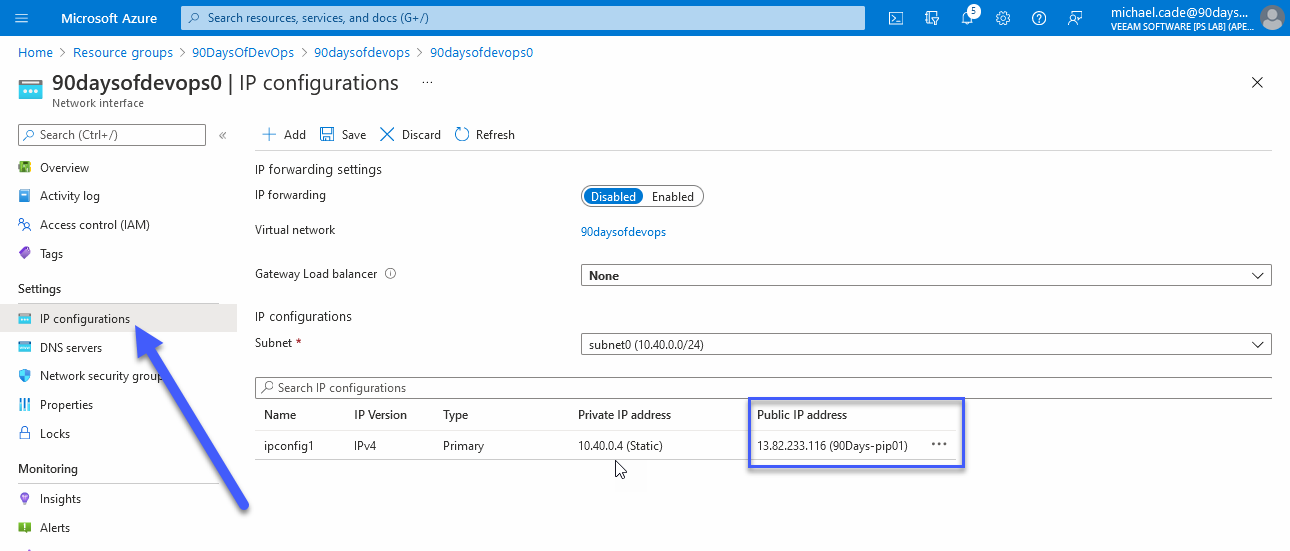 Microsoft Azure
Search resources, services, and docs (G+/)
5
michael.cade@90days...
VEEAM SOFTWARE [PS LAB] (APE...
Home > Resource groups > 90DaysOfDevOps > 90daysofdevops > 90daysofdevops0
90daysofdevops0 | IP configurations ...
Network interface
Search (Ctrl+/)
«
Add
Save
Discard
Refresh
Overview
Activity log
Access control (IAM)
Tags
Settings
IP configurations
DNS servers
Network security group
Properties
Locks
Monitoring
Insights
Alerts
IP forwarding settings
IP forwarding
Disabled
Enabled
Virtual network
90daysofdevops
Gateway Load balancer
None
IP configurations
Subnet *
subnet0 (10.40.0.0/24)
Search IP configurations
Name IP Version Type Private IP address Public IP address
ipconfig1 IPv4 Primary 10.40.0.4 (Static) 13.82.233.116 (90Days-pip01) ...